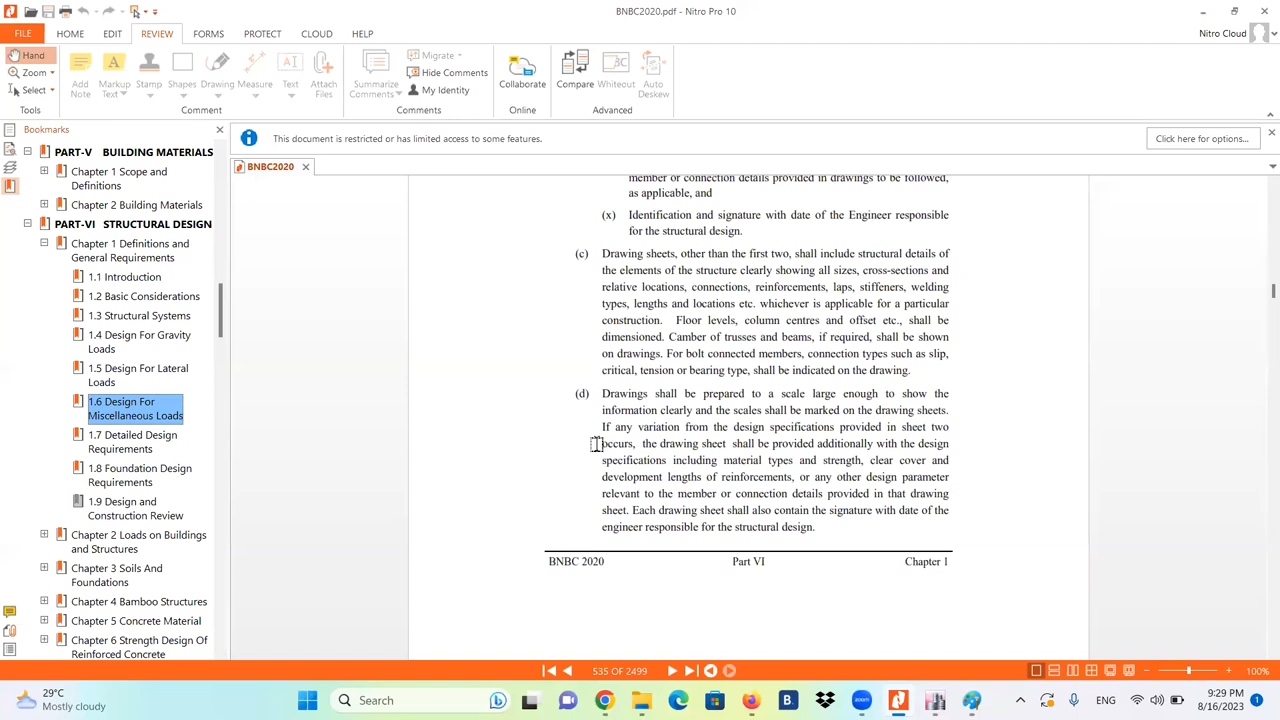 BNBC2020.pdf - Nitro Pro 10
FILE HOME EDIT REVIEW FORMS PROTECT CLOUD HELP Nitro Cloud
Hand
Zoom
Select
Tools
Add Note
Markup Text
Stamp
Shapes
Drawing
Measure
Text
Attach Files
Comment
Summarize Comments
Migrate
Hide Comments
My Identity
Comments
Collaborate
Online
Compare
Whiteout
Auto Deskew
Advanced
Bookmarks
This document is restricted or has limited access to some features.
Click here for options...
BNBC2020
PART-V BUILDING MATERIALS
Chapter 1 Scope and
Definitions
Chapter 2 Building Materials
PART-VI STRUCTURAL DESIGN
Chapter 1 Definitions and
General Requirements
1.1 Introduction
1.2 Basic Considerations
1.3 Structural Systems
1.4 Design For Gravity
Loads
1.5 Design For Lateral
Loads
1.6 Design For
Miscellaneous Loads
1.7 Detailed Design
Requirements
1.8 Foundation Design
Requirements
1.9 Design and
Construction Review
Chapter 2 Loads on Buildings
and Structures
Chapter 3 Soils And
Foundations
Chapter 4 Bamboo Structures
Chapter 5 Concrete Material
Chapter 6 Strength Design Of
Reinforced Concrete
member or connection details provided in drawings to be followed,
as applicable, and
(x) Identification and signature with date of the Engineer responsible
for the structural design.
(c) Drawing sheets, other than the first two, shall include structural details of
the elements of the structure clearly showing all sizes, cross-sections and
relative locations, connections, reinforcements, laps, stiffeners, welding
types, lengths and locations etc. whichever is applicable for a particular
construction. Floor levels, column centres and offset etc., shall be
dimensioned. Camber of trusses and beams, if required, shall be shown
on drawings. For bolt connected members, connection types such as slip,
critical, tension or bearing type, shall be indicated on the drawing.
(d) Drawings shall be prepared to a scale large enough to show the
information clearly and the scales shall be marked on the drawing sheets.
If any variation from the design specifications provided in sheet two
occurs, the drawing sheet shall be provided additionally with the design
specifications including material types and strength, clear cover and
development lengths of reinforcements, or any other design parameter
relevant to the member or connection details provided in that drawing
sheet. Each drawing sheet shall also contain the signature with date of the
engineer responsible for the structural design.
BNBC 2020 Part VI Chapter 1
535 OF 2499
100%
29°C
Mostly cloudy
Search
ENG
9:29 PM
8/16/2023